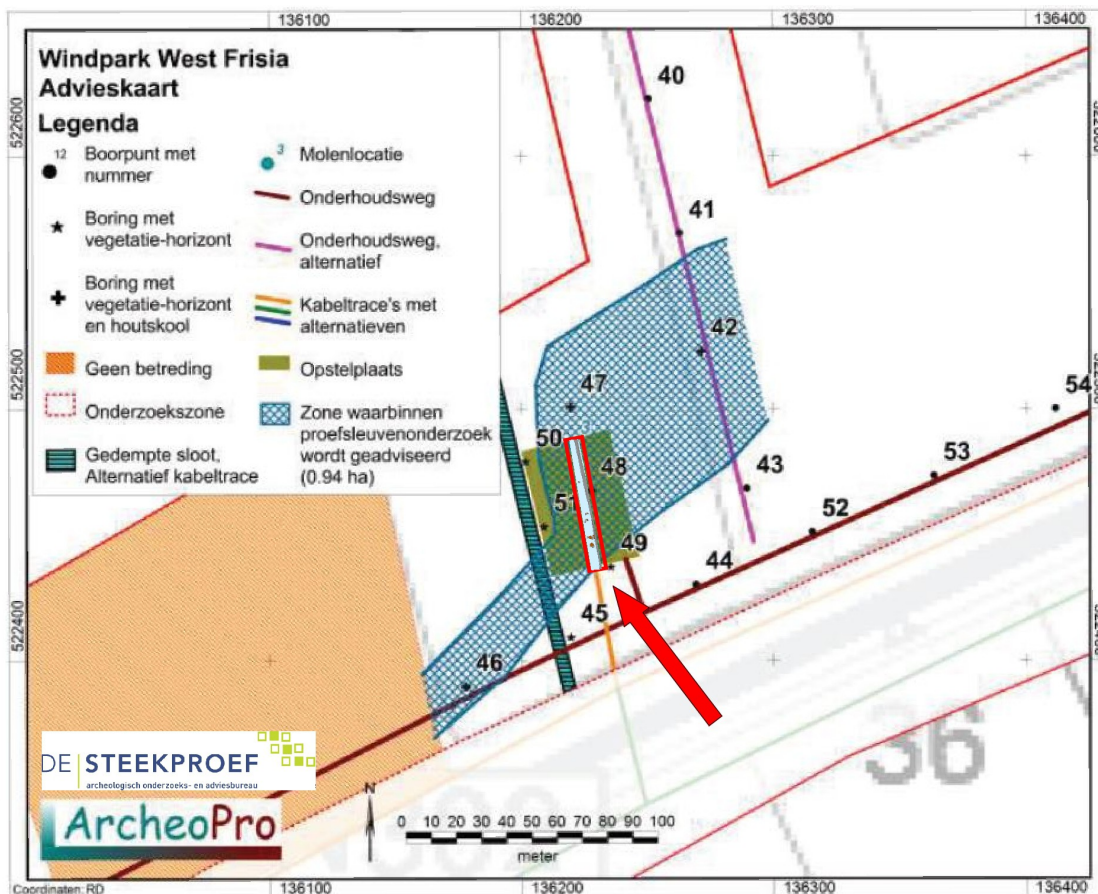 136100
136200
136300
136400
Windpark West Frisia
Advieskaart
Legenda
12 Boorpunt met
nummer
Boring met
vegetatie-horizont
Boring met
vegetatie-horizont
en houtskool
Geen betreding
Onderzoekszone
Gedempte sloot,
Alternatief kabeltrace
3 Molenlocatie
Onderhoudsweg
Onderhoudsweg,
alternatief
Kabeltrace's met
alternatieven
Opstelplaats
Zone waarbinnen
proefsleuvenonderzoek
wordt geadviseerd
(0.94 ha)
522600
522500
522400
40
41
42
47
54
50
48
43
53
51
52
49
44
45
46
36
DE STEEKPROEF
archeologisch onderzoeks- en adviesbureau
ArcheoPro
N
0 10 20 30 40 50 60 70 80 90 100
meter
Coordinaten: RD
136100
136200
136300
136400